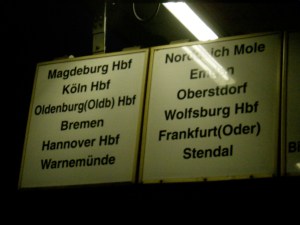 Magdeburg Hbf
Köln Hbf
Oldenburg(Oldb) Hbf
Bremen
Hannover Hbf
Warnemünde
Mole
Oberstdorf
Wolfsburg Hbf
Frankfurt(Oder)
Stendal